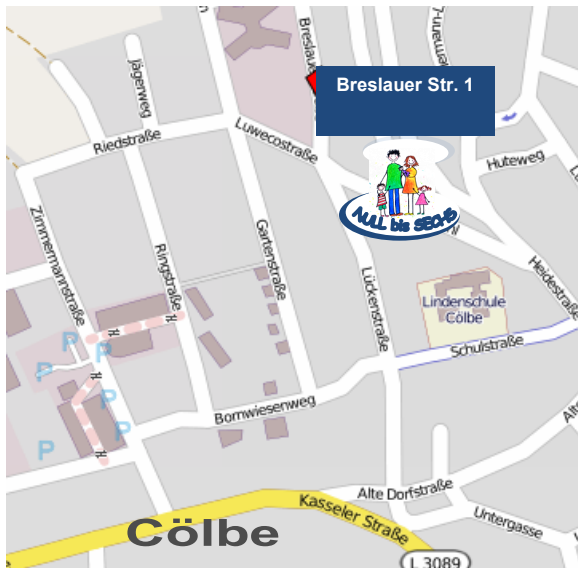 Breslauer Str. 1
Jägerweg
Riedstraße
Luwecostraße
Huteweg
NULL bis SECHS
Zimmermannstraße
Ringstraße
Gartenstraße
Lückenstraße
Heidestraße
Lindenschule
Cölbe
Schulstraße
P
P
P
P
P
P
Bornwiesenweg
Alte Dorfstraße
Kasseler Straße
Untergasse
Cölbe
L 3089